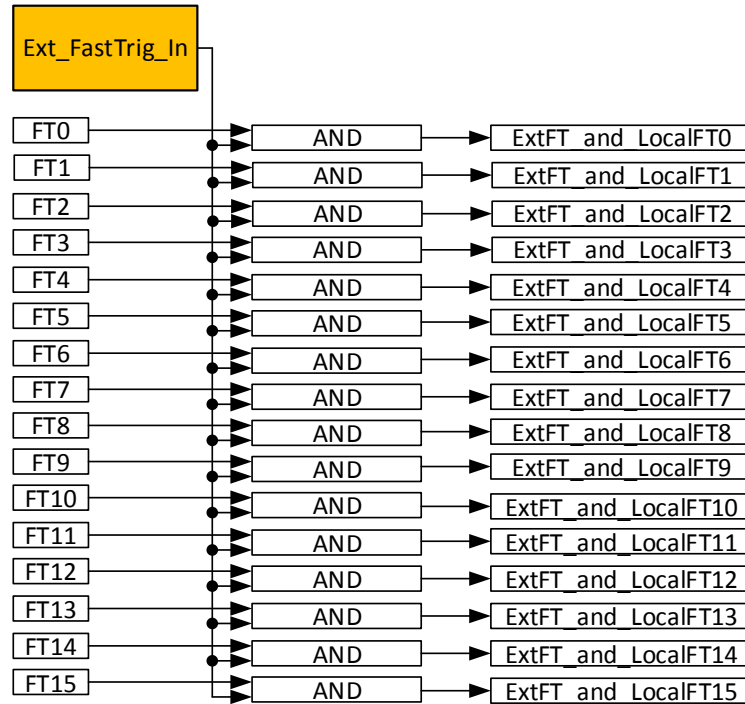 Ext_FastTrig_In
FT0 AND ExtFT_and_LocalFT0
FT1 AND ExtFT_and_LocalFT1
FT2 AND ExtFT_and_LocalFT2
FT3 AND ExtFT_and_LocalFT3
FT4 AND ExtFT_and_LocalFT4
FT5 AND ExtFT_and_LocalFT5
FT6 AND ExtFT_and_LocalFT6
FT7 AND ExtFT_and_LocalFT7
FT8 AND ExtFT_and_LocalFT8
FT9 AND ExtFT_and_LocalFT9
FT10 AND ExtFT_and_LocalFT10
FT11 AND ExtFT_and_LocalFT11
FT12 AND ExtFT_and_LocalFT12
FT13 AND ExtFT_and_LocalFT13
FT14 AND ExtFT_and_LocalFT14
FT15 AND ExtFT_and_LocalFT15